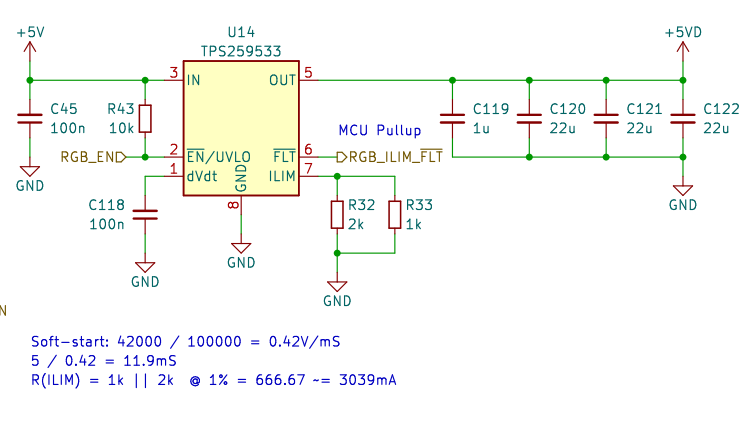 +5V
U14
TPS259533
+5VD
3 IN
OUT 5
C45
100n
R43
10k
C119
1u
C120
22u
C121
22u
C122
22u
MCU Pullup
RGB_EN
2 EN/UVLO
FLT 6
RGB_ILIM_FLT
1 dVdt
GND
ILIM 7
8
GND
C118
100n
R32
2k
R33
1k
GND
GND
GND
GND
N
Soft-start: 42000 / 100000 = 0.42V/mS
5 / 0.42 = 11.9mS
R(ILIM) = 1k || 2k @ 1% = 666.67 ~= 3039mA